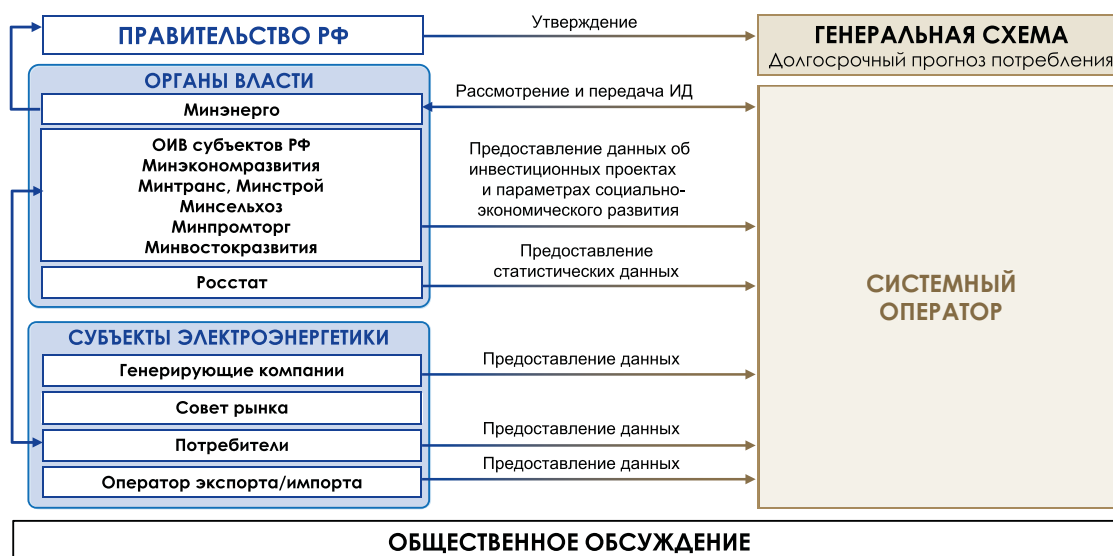 ПРАВИТЕЛЬСТВО РФ
Утверждение
ГЕНЕРАЛЬНАЯ СХЕМА
Долгосрочный прогноз потребления
ОРГАНЫ ВЛАСТИ
Минэнерго
Рассмотрение и передача ИД
ОИВ субъектов РФ
Минэкономразвития
Минтранс, Минстрой
Минсельхоз
Минпромторг
Минвостокразвития
Предоставление данных об
инвестиционных проектах
и параметрах социально-
экономического развития
Росстат
Предоставление
статистических данных
СИСТЕМНЫЙ
ОПЕРАТОР
СУБЪЕКТЫ ЭЛЕКТРОЭНЕРГЕТИКИ
Генерирующие компании
Предоставление данных
Совет рынка
Потребители
Предоставление данных
Оператор экспорта/импорта
Предоставление данных
ОБЩЕСТВЕННОЕ ОБСУЖДЕНИЕ